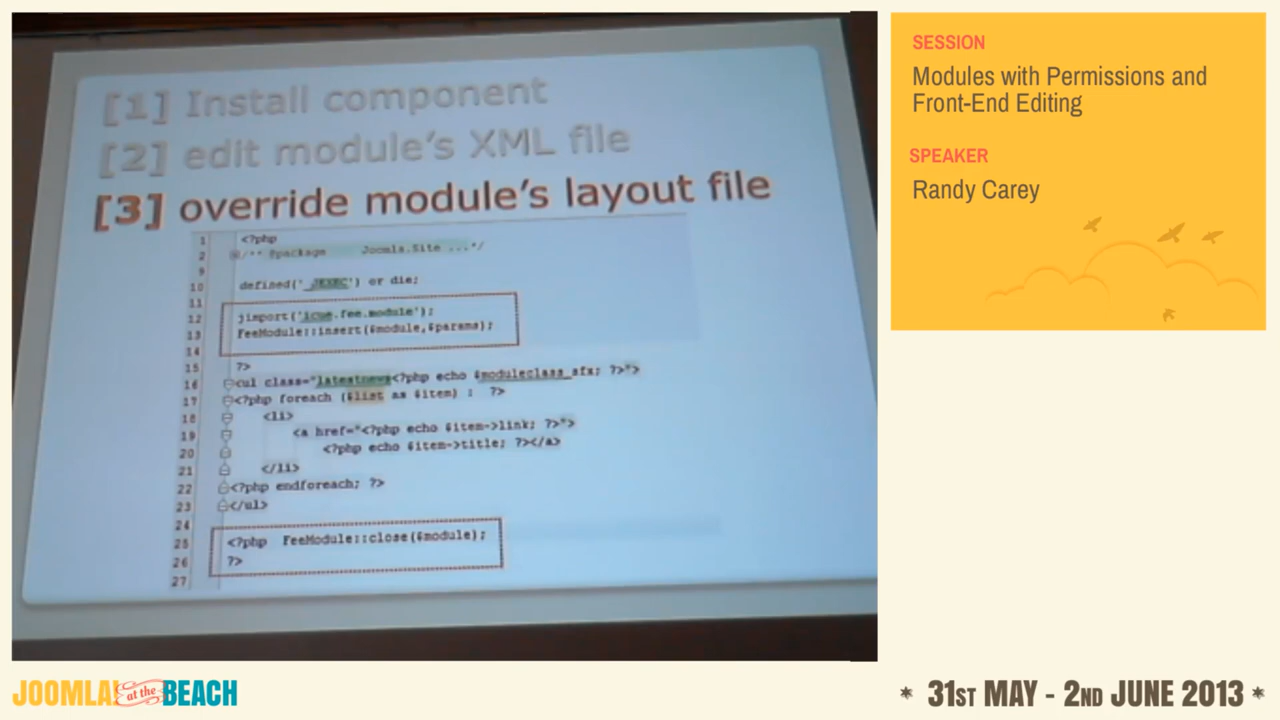 [1] Install component
[2] edit module's XML file
[3] override module's layout file
1 <?php
2 /** @package Joomla.Site ...*/
9
10 defined('_JEXEC') or die;
11
12 jimport('icue.fee.module');
13 FeeModule::insert($module,$params);
14
15 ?>
16 <ul class="latestnews<?php echo $moduleclass_sfx; ?>">
17 <?php foreach ($list as $item) : ?>
18 <li>
19 <a href="<?php echo $item->link; ?>">
20 <?php echo $item->title; ?></a>
21 </li>
22 <?php endforeach; ?>
23 </ul>
24
25 <?php FeeModule::close($module);
26 ?>
27
SESSION
Modules with Permissions and
Front-End Editing
SPEAKER
Randy Carey
JOOMLA! at the BEACH
* 31ST MAY - 2ND JUNE 2013 *